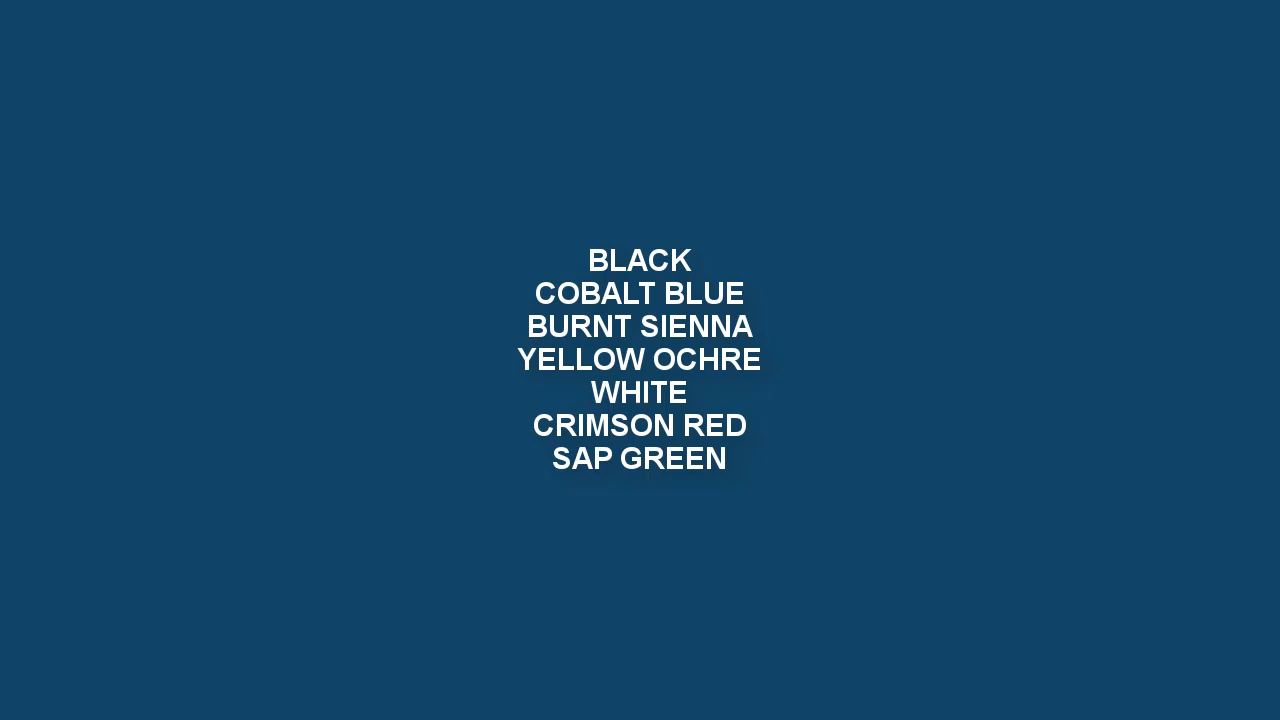 BLACK
COBALT BLUE
BURNT SIENNA
YELLOW OCHRE
WHITE
CRIMSON RED
SAP GREEN